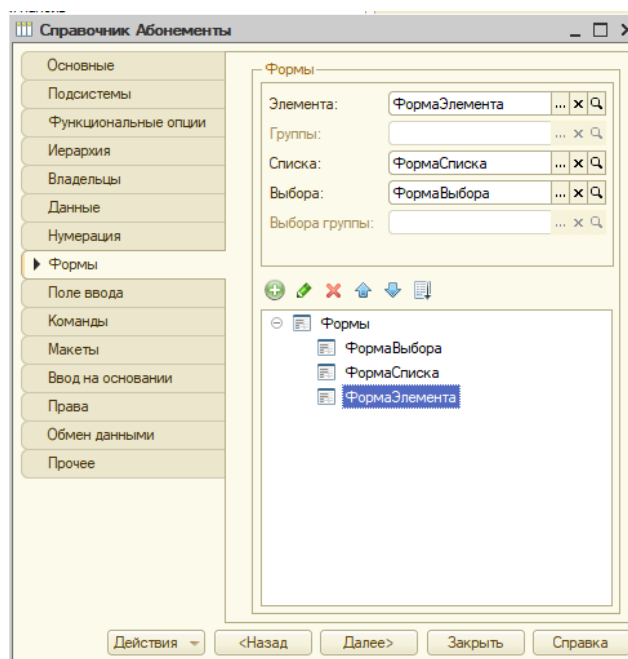 Справочник Абонементы
Основные
Подсистемы
Функциональные опции
Иерархия
Владельцы
Данные
Нумерация
Формы
Поле ввода
Команды
Макеты
Ввод на основании
Права
Обмен данными
Прочее
Формы
Элемента: ФормаЭлемента ...
Группы: ...
Списка: ФормаСписка ...
Выбора: ФормаВыбора ...
Выбора группы: ...
Формы
ФормаВыбора
ФормаСписка
ФормаЭлемента
Действия <Назад Далее> Закрыть Справка